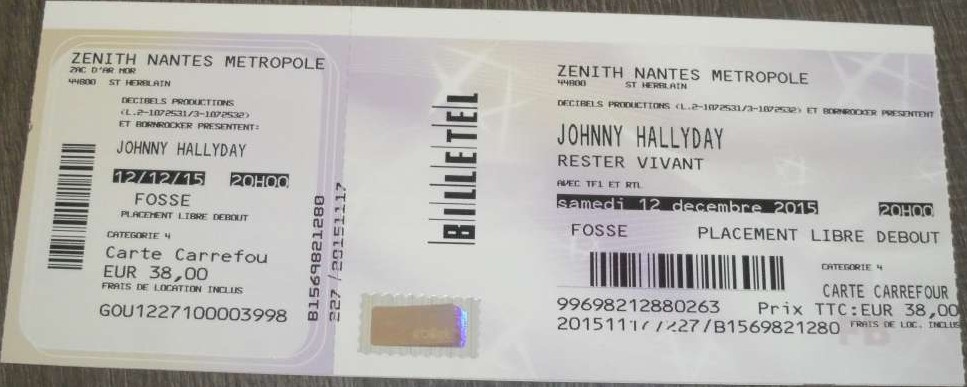 ZENITH NANTES METROPOLE
ZAC D'AR MOR
44800 ST HERBLAIN
DECIBELS PRODUCTIONS
(L.2-1072531/3-1072532)
ET BORNROCKER PRESENTENT:
JOHNNY HALLYDAY
12/12/15 20H00
FOSSE
PLACEMENT LIBRE DEBOUT
CATEGORIE 4
Carte Carrefou
EUR 38,00
FRAIS DE LOCATION INCLUS
GOU1227100003998
B1569821280
227 / 20151117
BILLETEL
ZENITH NANTES METROPOLE
44800 ST HERBLAIN
DECIBELS PRODUCTIONS (L.2-1072531/3-1072532) ET BORNROCKER PRESENTENT
JOHNNY HALLYDAY
RESTER VIVANT
AVEC TF1 ET RTL
samedi 12 decembre 2015 20H00
FOSSE PLACEMENT LIBRE DEBOUT
CATEGORIE 4
CARTE CARREFOUR
99698212880263 Prix TTC:EUR 38,00
20151117/227/B1569821280 FRAIS DE LOC. INCLUS